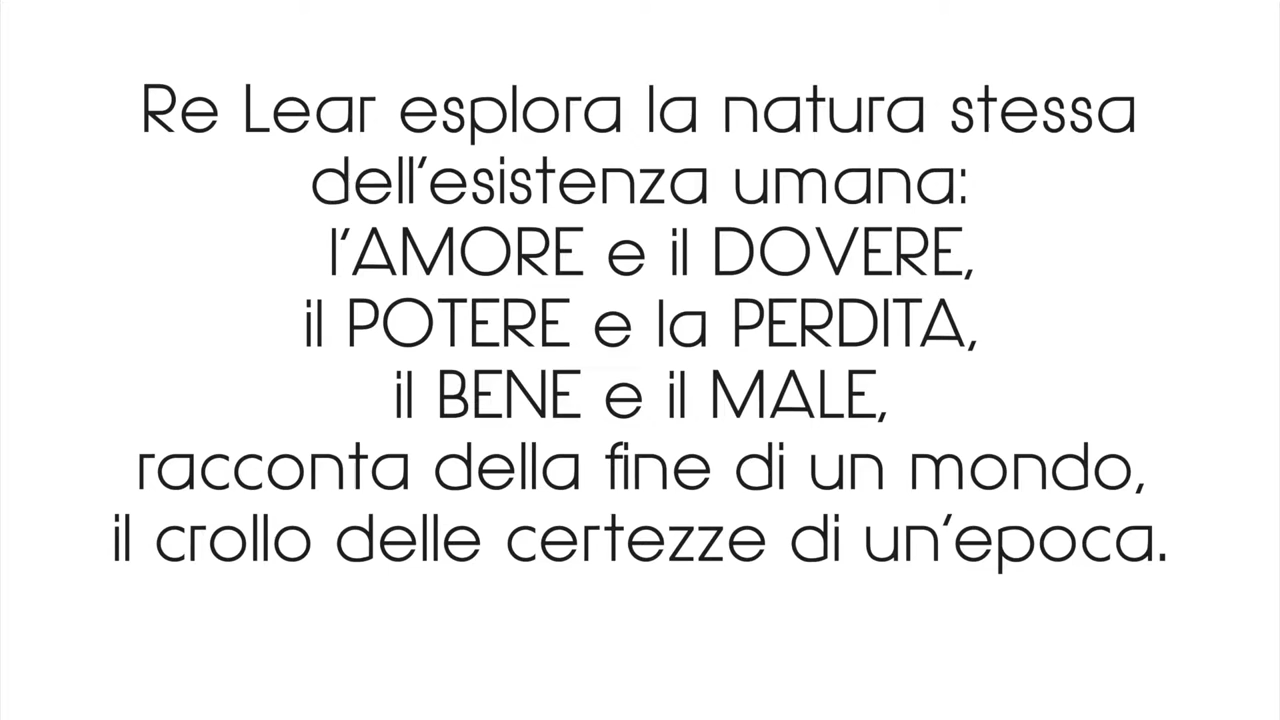 Re Lear esplora la natura stessa
dell’esistenza umana:
l’AMORE e il DOVERE,
il POTERE e la PERDITA,
il BENE e il MALE,
racconta della fine di un mondo,
il crollo delle certezze di un’epoca.